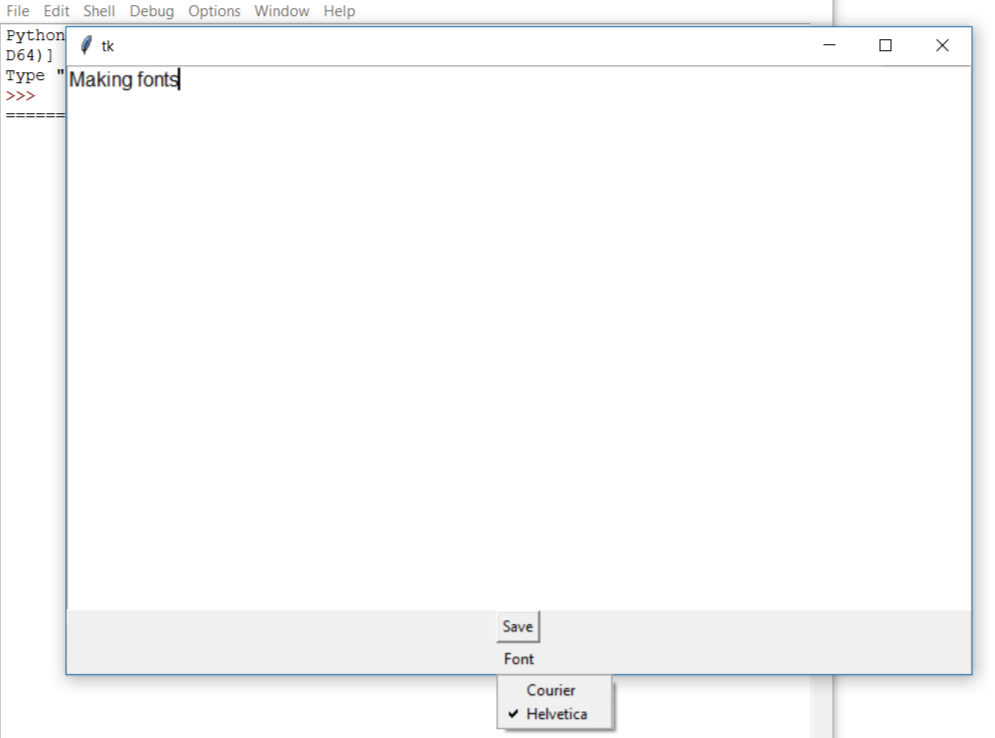 File Edit Shell Debug Options Window Help
Python
D64)]
Type "
>>>
======
tk
Making fonts
Save
Font
Courier
✔ Helvetica